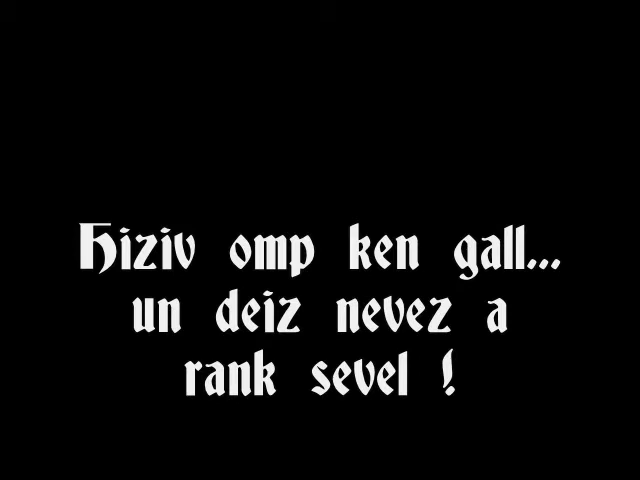 Hiziv omp ken gall...
un deiz nevez a
rank sevel !